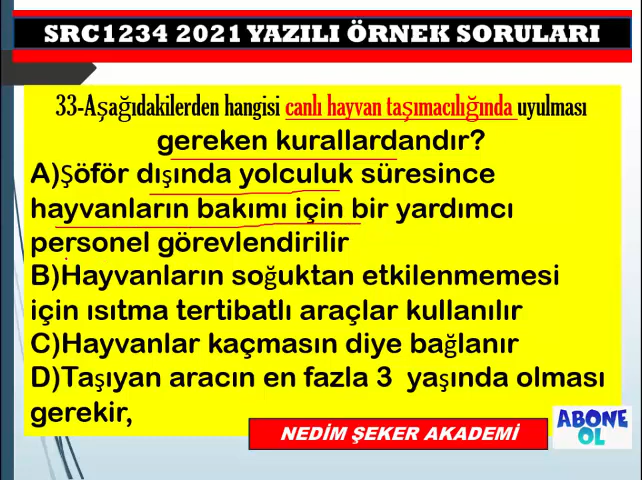 SRC1234 2021 YAZILI ÖRNEK SORULARI
33-Aşağıdakilerden hangisi canlı hayvan taşımacılığında uyulması
gereken kurallardandır?
A)Şöför dışında yolculuk süresince
hayvanların bakımı için bir yardımcı
personel görevlendirilir
B)Hayvanların soğuktan etkilenmemesi
için ısıtma tertibatlı araçlar kullanılır
C)Hayvanlar kaçmasın diye bağlanır
D)Taşıyan aracın en fazla 3 yaşında olması
gerekir,
NEDİM ŞEKER AKADEMİ
ABONE
OL